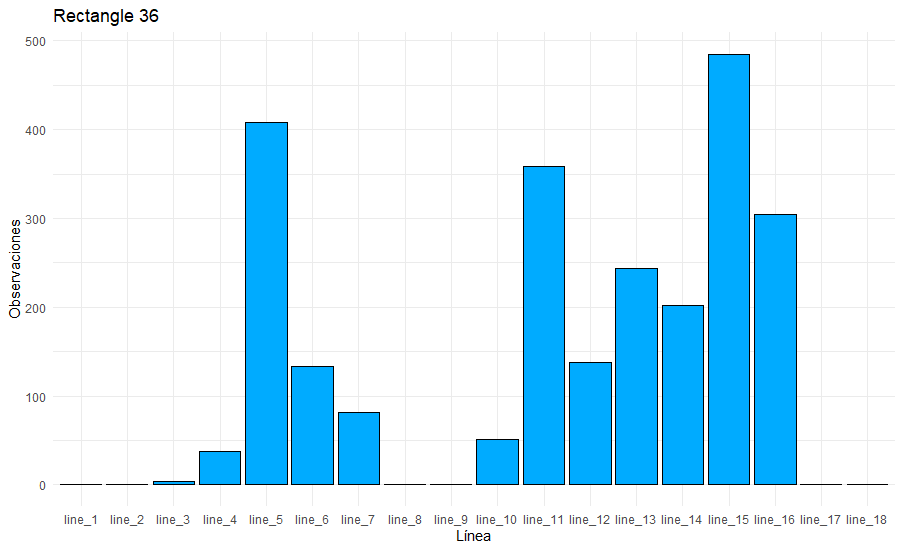 Rectangle 36
500
400
300
200
100
0
Observaciones
line_1 line_2 line_3 line_4 line_5 line_6 line_7 line_8 line_9 line_10 line_11 line_12 line_13 line_14 line_15 line_16 line_17 line_18
Línea